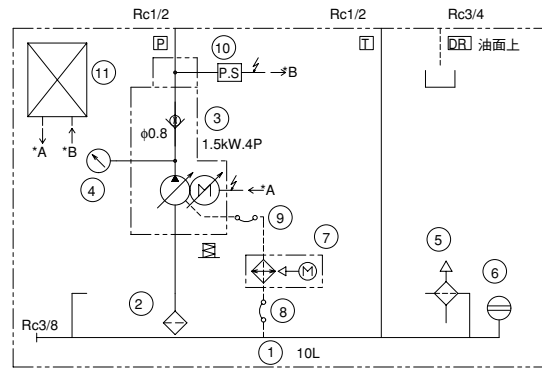 Rc1/2 Rc1/2 Rc3/4
P 10 T DR 油面上
11 P.S *B
3
φ0.8 1.5kW.4P
*A *B
4 M *A
9
7 5
M 6
2 8
Rc3/8
1 10L